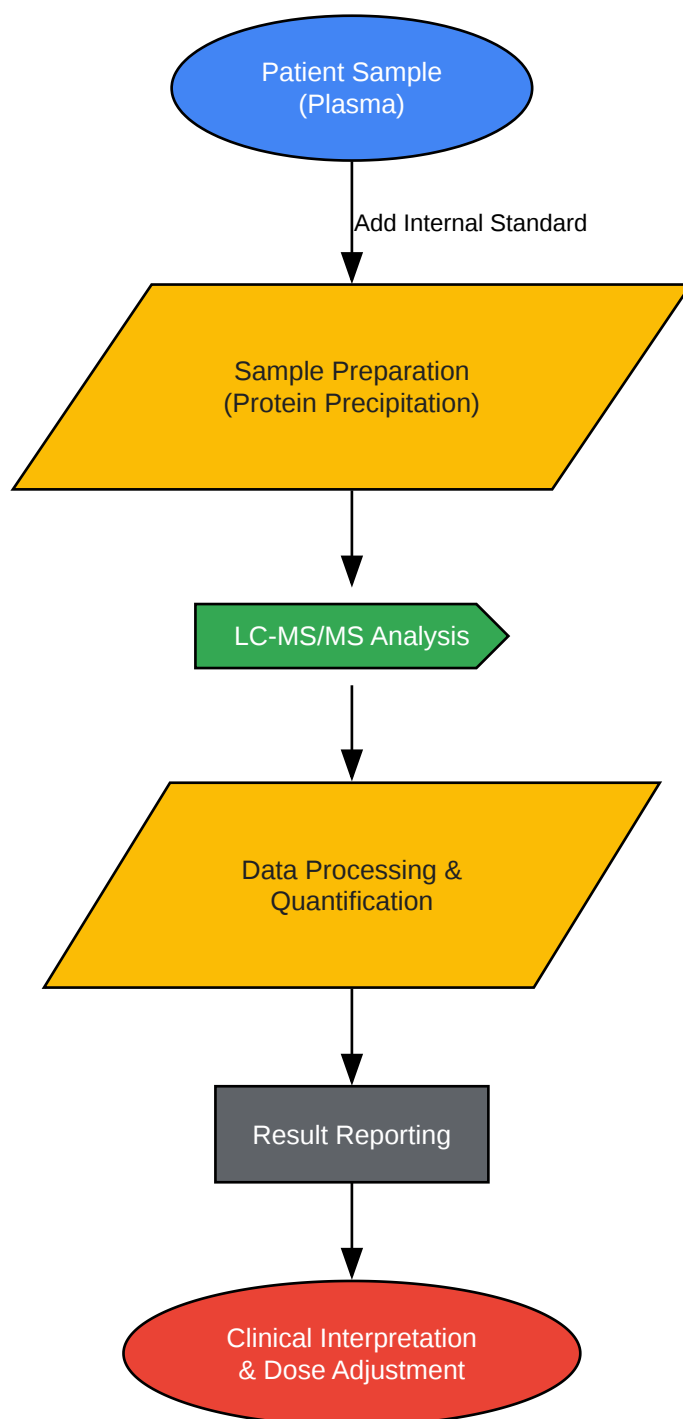 Patient Sample
(Plasma)
Add Internal Standard
Sample Preparation
(Protein Precipitation)
LC-MS/MS Analysis
Data Processing &
Quantification
Result Reporting
Clinical Interpretation
& Dose Adjustment